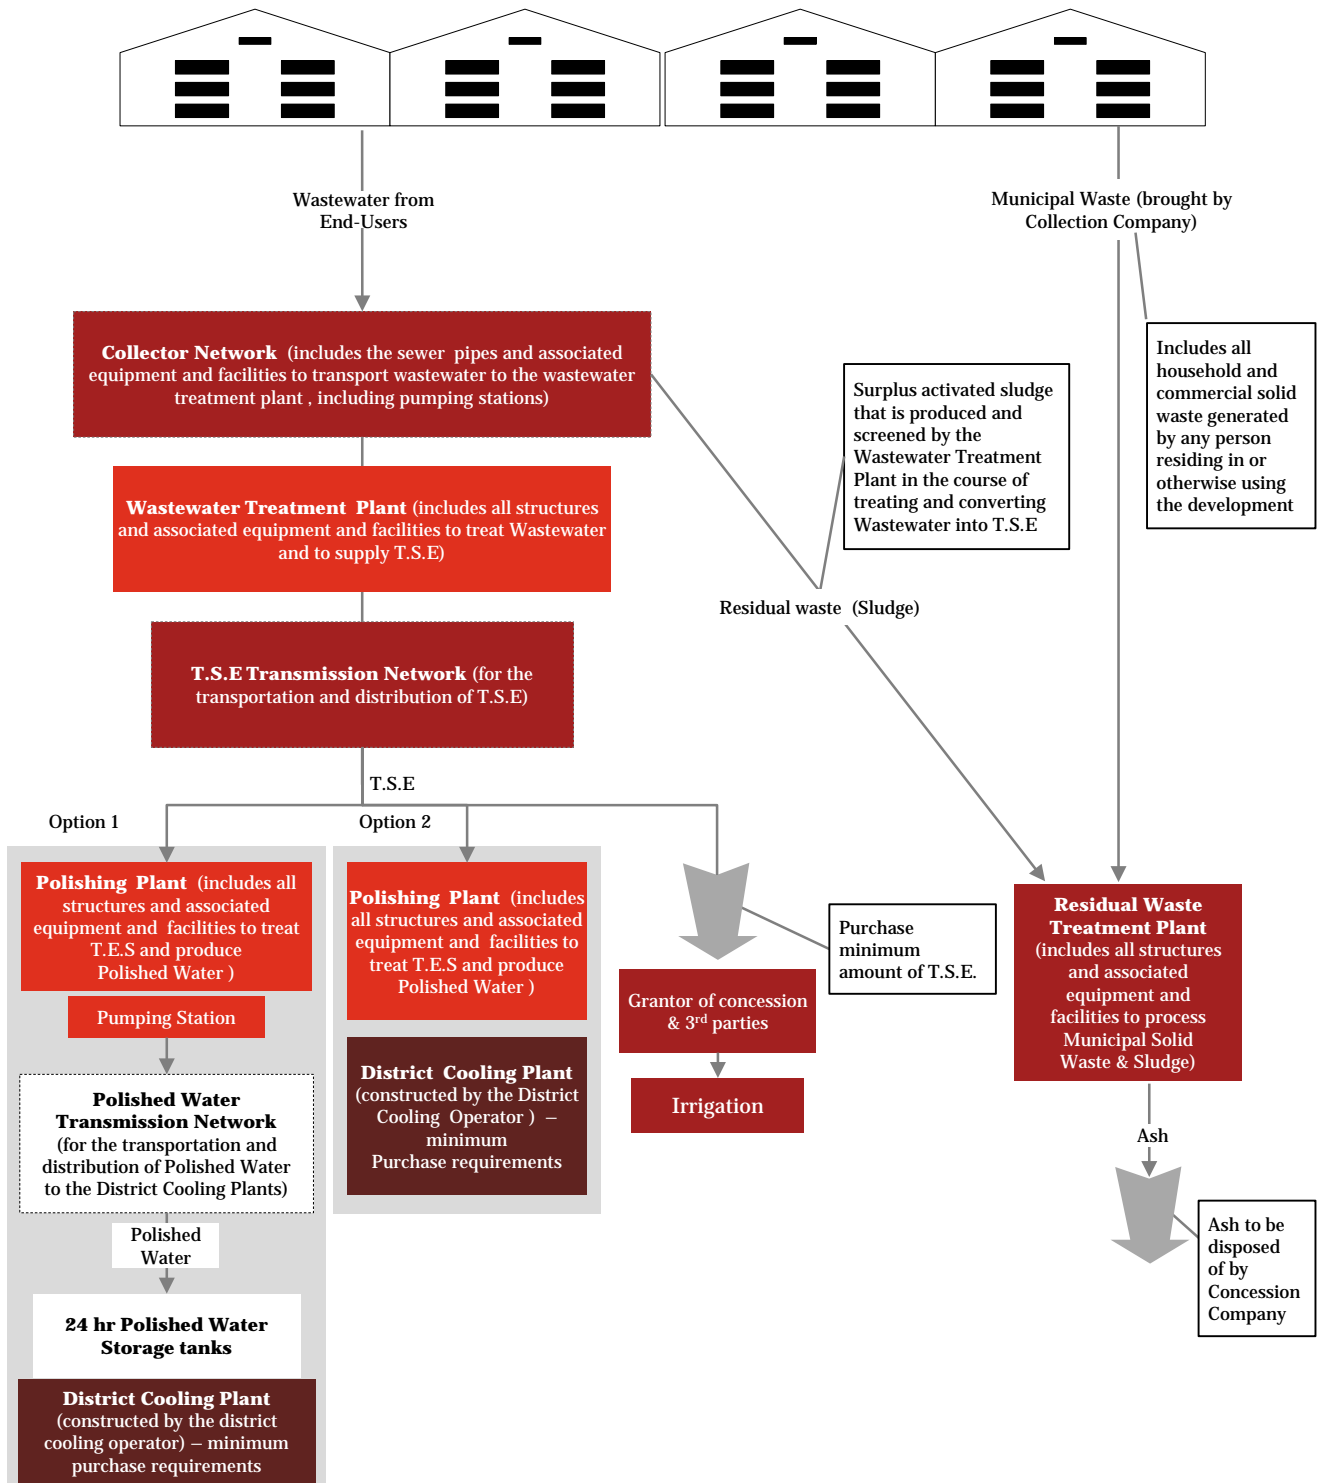 Wastewater from
End-Users
Municipal Waste (brought by
Collection Company)
Collector Network (includes the sewer pipes and associated
equipment and facilities to transport wastewater to the wastewater
treatment plant , including pumping stations)
Surplus activated sludge
that is produced and
screened by the
Wastewater Treatment
Plant in the course of
treating and converting
Wastewater into T.S.E
Includes all
household and
commercial solid
waste generated
by any person
residing in or
otherwise using
the development
Wastewater Treatment Plant (includes all structures
and associated equipment and facilities to treat Wastewater
and to supply T.S.E)
Residual waste (Sludge)
T.S.E Transmission Network (for the
transportation and distribution of T.S.E)
T.S.E
Option 1
Option 2
Polishing Plant (includes all
structures and associated
equipment and facilities to treat
T.E.S and produce
Polished Water )
Pumping Station
Polished Water
Transmission Network
(for the transportation and
distribution of Polished Water
to the District Cooling Plants)
Polished
Water
24 hr Polished Water
Storage tanks
District Cooling Plant
(constructed by the district
cooling operator) – minimum
purchase requirements
Polishing Plant (includes
all structures and associated
equipment and facilities to
treat T.E.S and produce
Polished Water )
District Cooling Plant
(constructed by the District
Cooling Operator ) –
minimum
Purchase requirements
Purchase
minimum
amount of T.S.E.
Grantor of concession
& 3rd parties
Irrigation
Residual Waste
Treatment Plant
(includes all structures
and associated
equipment and
facilities to process
Municipal Solid
Waste & Sludge)
Ash
Ash to be
disposed
of by
Concession
Company